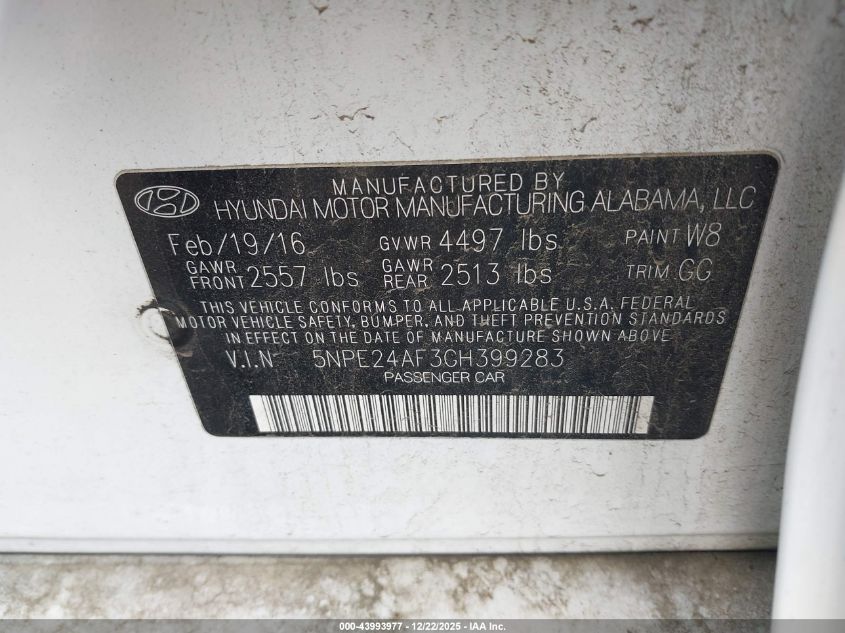 MANUFACTURED BY
HYUNDAI MOTOR MANUFACTURING ALABAMA, LLC
Feb/19/16 GVWR 4497 lbs. PAINT W8
GAWR FRONT 2557 lbs GAWR REAR 2513 lbs TRIM GG
THIS VEHICLE CONFORMS TO ALL APPLICABLE U.S.A. FEDERAL
MOTOR VEHICLE SAFETY, BUMPER, AND THEFT PREVENTION STANDARDS
IN EFFECT ON THE DATE OF MANUFACTURE SHOWN ABOVE
V.I.N 5NPE24AF3GH399283
PASSENGER CAR
000-43993977 - 12/22/2025 - IAA Inc.